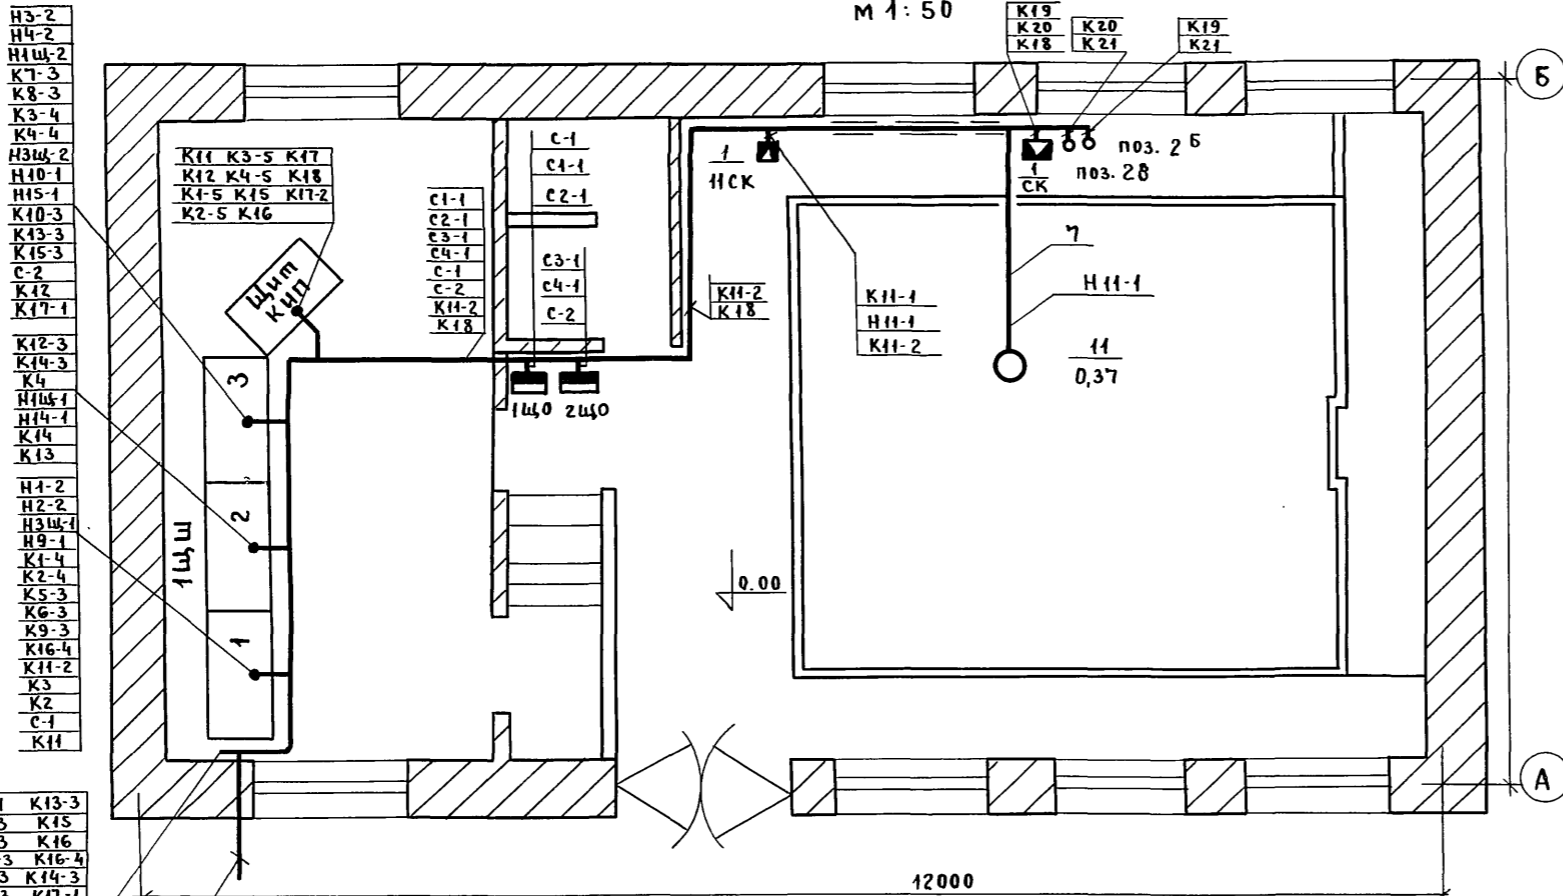 М 1:50
Н3-2
Н4-2
Н1Щ-2
К7-3
К8-3
К3-4
К4-4
Н3Щ-2
Н10-1
Н15-1
К10-3
К13-3
К15-3
С-2
К12
К17-1
К12-3
К14-3
К4
Н1Щ-1
Н14-1
К14
К13
Н1-2
Н2-2
Н3Щ-1
Н9-1
К1-4
К2-4
К5-3
К6-3
К9-3
К16-4
К11-2
К3
К2
С-1
К11
К13-3
К15
К16
К16-4
К14-3
К11 К3-5 К17
К12 К4-5 К18
К1-5 К15 К17-2
К2-5 К16
Щит
КИП
3
2
1
1ЩШ
С1-1
С2-1
С3-1
С4-1
С-1
С-2
К11-2
К18
С-1
С1-1
С2-1
С3-1
С4-1
С-2
1ЩО 2ЩО
К11-2
К18
1
11СК
К11-1
Н11-1
К11-2
К19
К20
К18
К20
К21
К19
К21
поз. 2Б
поз. 28
1
СК
7
Н11-1
11
0,37
0.00
Б
А
12000